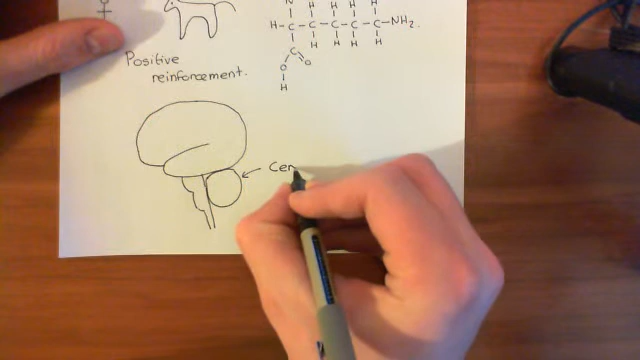 N H H H H
H-C-C-C-C-C-NH₂.
H H H H
C
O O
H
Positive
reinforcement.
Cer